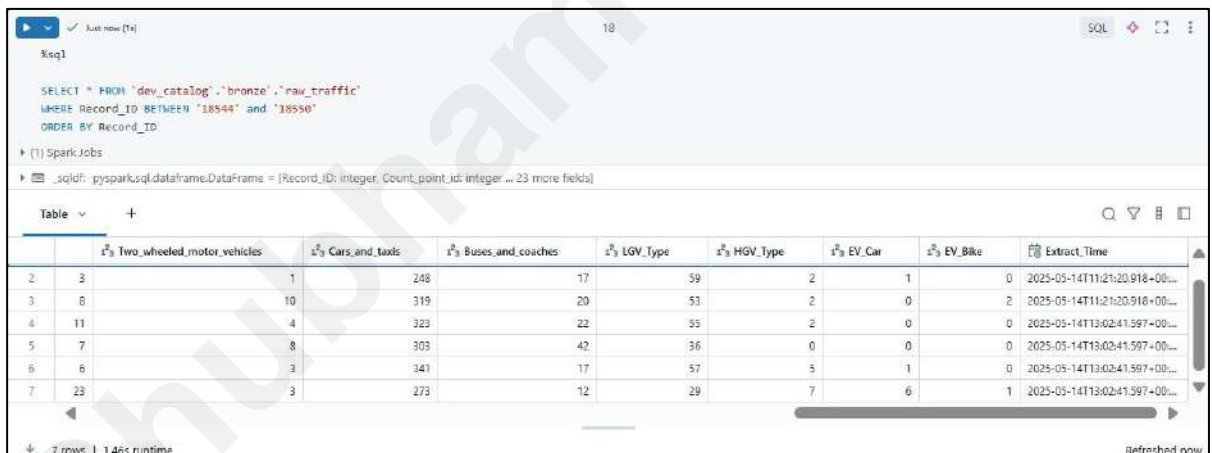 Just now (1s)
18
SQL
%sql
SELECT * FROM `dev_catalog`.`bronze`.`raw_traffic`
WHERE Record_ID BETWEEN '18544' and '18550'
ORDER BY Record_ID
(1) Spark Jobs
_sqldf: pyspark.sql.dataframe.DataFrame = [Record_ID: integer, Count_point_id: integer ... 23 more fields]
Table +
Two_wheeled_motor_vehicles Cars_and_taxis Buses_and_coaches LGV_Type HGV_Type EV_Car EV_Bike Extract_Time
2 3 1 248 17 59 2 1 0 2025-05-14T11:21:20.918+00:...
3 8 10 319 20 53 2 0 2 2025-05-14T11:21:20.918+00:...
4 11 4 323 22 55 2 0 0 2025-05-14T13:02:41.597+00:...
5 7 8 303 42 36 0 0 0 2025-05-14T13:02:41.597+00:...
6 6 3 341 17 57 5 1 0 2025-05-14T13:02:41.597+00:...
7 23 3 273 12 29 7 6 1 2025-05-14T13:02:41.597+00:...
7 rows | 1.46s runtime
Refreshed now